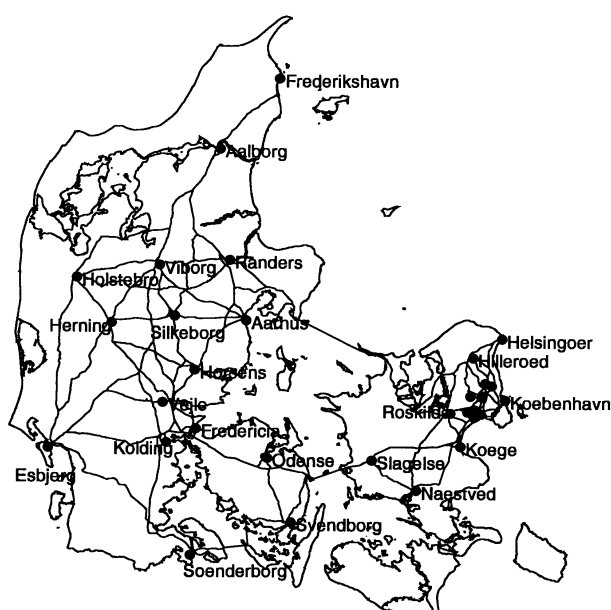 Frederikshavn
Aalborg
Viborg
Randers
Holstebro
Herning
Silkeborg
Aarhus
Helsingoer
Hilleroed
Horsens
Vejle
Koebenhavn
Roskilde
Fredericia
Kolding
Koege
Esbjerg
Odense
Slagelse
Naestved
Svendborg
Soenderborg